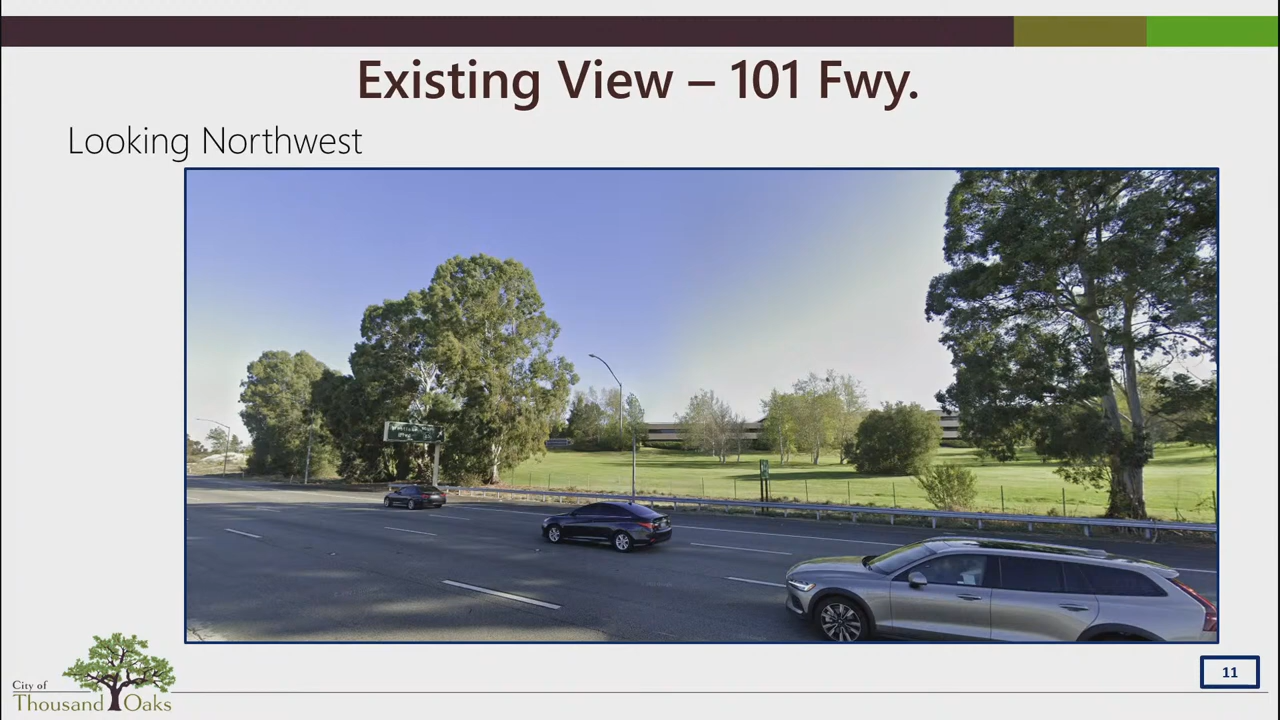 Existing View – 101 Fwy.
Looking Northwest
11
City of
Thousand Oaks